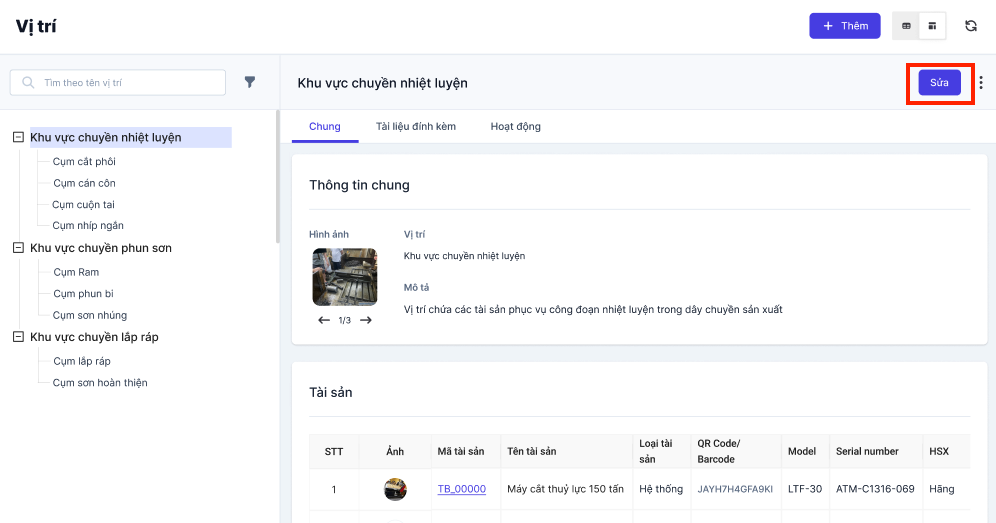 Vị trí
Thêm
Tìm theo tên vị trí
Khu vực chuyền nhiệt luyện
Sửa
Chung
Tài liệu đính kèm
Hoạt động
Khu vực chuyền nhiệt luyện
Cụm cắt phôi
Cụm cán côn
Cụm cuộn tai
Cụm nhíp ngắn
Khu vực chuyền phun sơn
Cụm Ram
Cụm phun bi
Cụm sơn nhúng
Khu vực chuyền lắp ráp
Cụm lắp ráp
Cụm sơn hoàn thiện
Thông tin chung
Hình ảnh
1/3
Vị trí
Khu vực chuyền nhiệt luyện
Mô tả
Vị trí chứa các tài sản phục vụ công đoạn nhiệt luyện trong dây chuyền sản xuất
Tài sản
STT Ảnh Mã tài sản Tên tài sản Loại tài sản QR Code/ Barcode Model Serial number HSX
1 TB_00000 Máy cắt thuỷ lực 150 tấn Hệ thống JAYH7H4GFA9KI LTF-30 ATM-C1316-069 Hãng